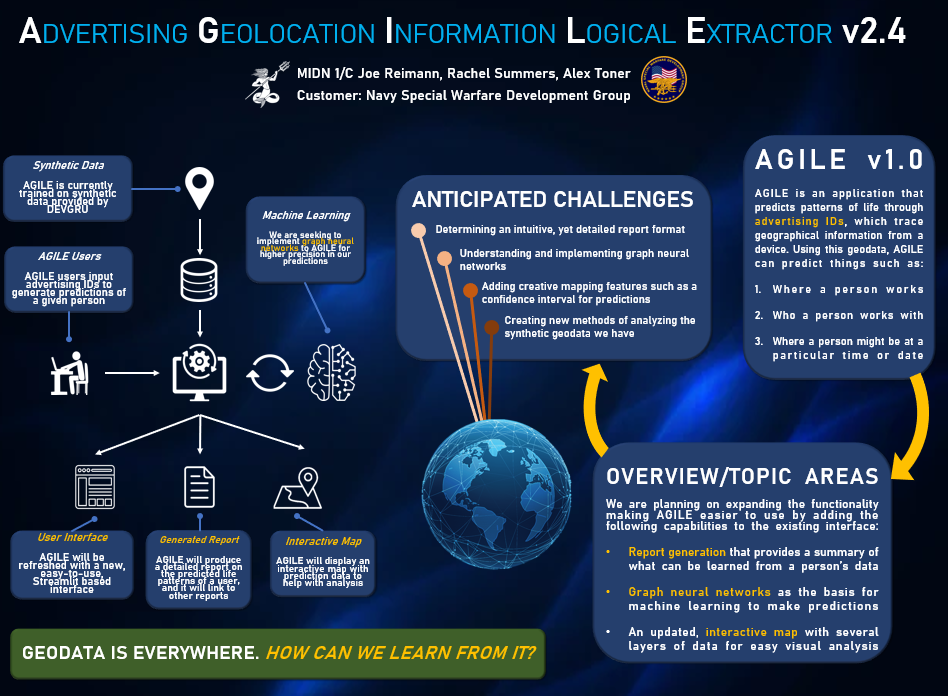 ADVERTISING GEOLOCATION INFORMATION LOGICAL EXTRACTOR v2.4
MIDN 1/C Joe Reimann, Rachel Summers, Alex Toner
Customer: Navy Special Warfare Development Group
Synthetic Data
AGILE is currently
trained on synthetic
data provided by
DEVGRU
AGILE Users
AGILE users input
advertising IDs to
generate predictions of
a given person
Machine Learning
We are seeking to
implement graph neural
networks to AGILE for
higher precision in our
predictions
User Interface
AGILE will be
refreshed with a new,
easy-to-use,
Streamlit based
interface
Generated Report
AGILE will produce
a detailed report on
the predicted life
patterns of a user,
and it will link to
other reports
Interactive Map
AGILE will display an
interactive map with
prediction data to
help with analysis
ANTICIPATED CHALLENGES
Determining an intuitive, yet detailed report format
Understanding and implementing graph neural
networks
Adding creative mapping features such as a
confidence interval for predictions
Creating new methods of analyzing the
synthetic geodata we have
AGILE v1.0
AGILE is an application that
predicts patterns of life through
advertising IDs, which trace
geographical information from a
device. Using this geodata, AGILE
can predict things such as:
1. Where a person works
2. Who a person works with
3. Where a person might be at a
particular time or date
OVERVIEW/TOPIC AREAS
We are planning on expanding the functionality
making AGILE easier to use by adding the
following capabilities to the existing interface:
• Report generation that provides a summary of
what can be learned from a person's data
• Graph neural networks as the basis for
machine learning to make predictions
• An updated, interactive map with several
layers of data for easy visual analysis
GEODATA IS EVERYWHERE. HOW CAN WE LEARN FROM IT?